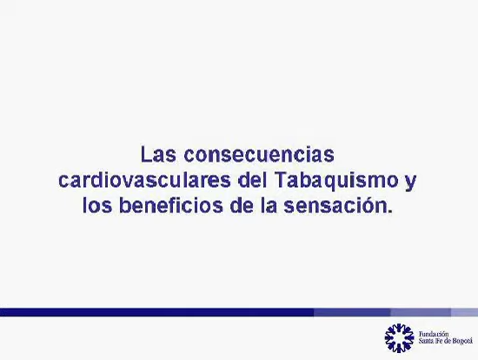 Las consecuencias
cardiovasculares del Tabaquismo y
los beneficios de la sensación.
Fundación
Santa Fe de Bogotá